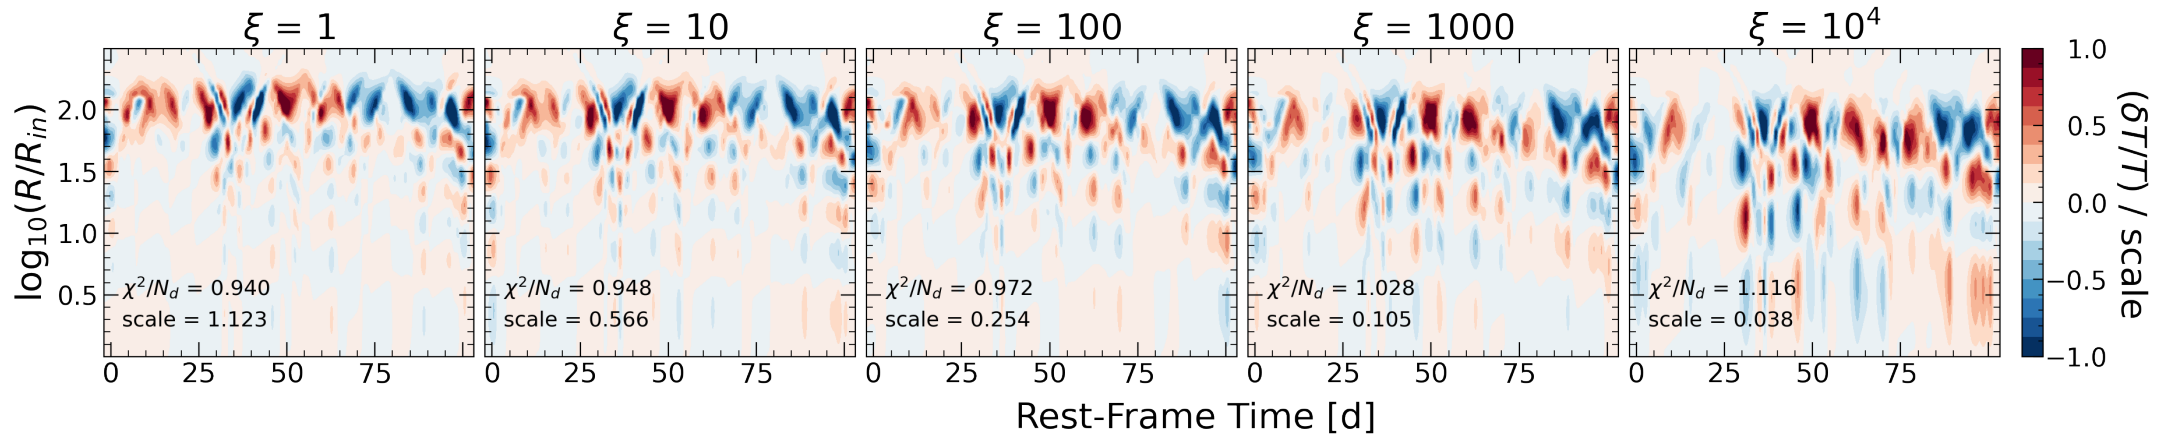 ξ = 1
ξ = 10
ξ = 100
ξ = 1000
ξ = 10⁴
log₁₀(R/Rᵢₙ)
2.0
1.5
1.0
0.5
χ²/N_d = 0.940
scale = 1.123
χ²/N_d = 0.948
scale = 0.566
χ²/N_d = 0.972
scale = 0.254
χ²/N_d = 1.028
scale = 0.105
χ²/N_d = 1.116
scale = 0.038
0 25 50 75
0 25 50 75
0 25 50 75
0 25 50 75
0 25 50 75
Rest-Frame Time [d]
1.0
0.5
0.0
−0.5
−1.0
(δT/T) / scale